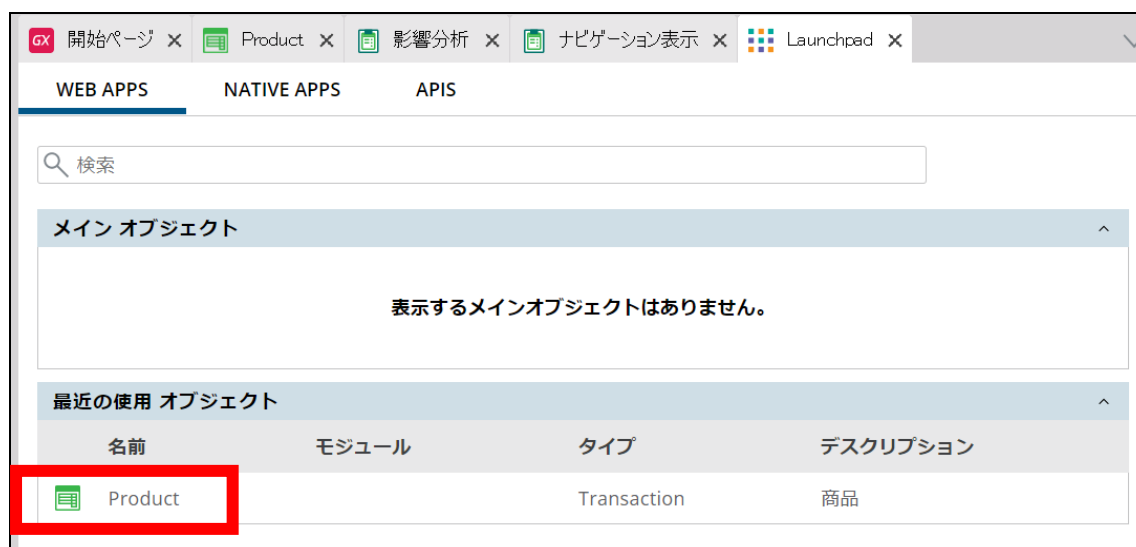 GX 開始ページ Product 影響分析 ナビゲーション表示 Launchpad
WEB APPS NATIVE APPS APIS
検索
メイン オブジェクト
表示するメインオブジェクトはありません。
最近の使用 オブジェクト
名前 モジュール タイプ デスクリプション
Product Transaction 商品